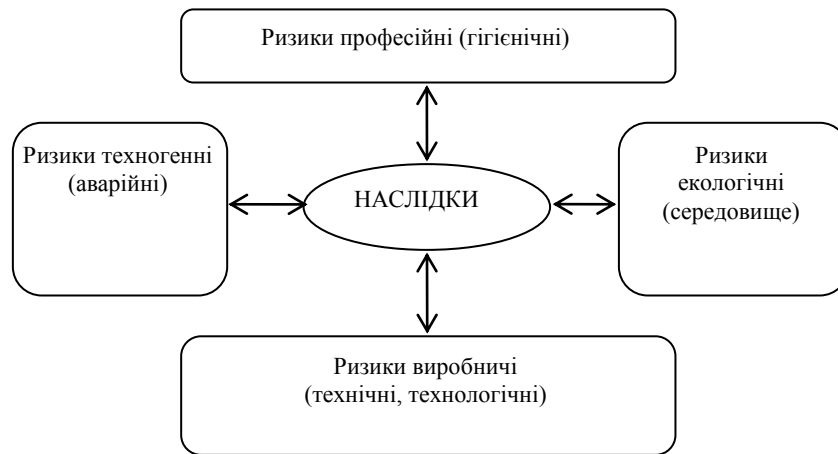 Ризики професійні (гігієнічні)
Ризики техногенні
(аварійні)
НАСЛІДКИ
Ризики
екологічні
(середовище)
Ризики виробничі
(технічні, технологічні)